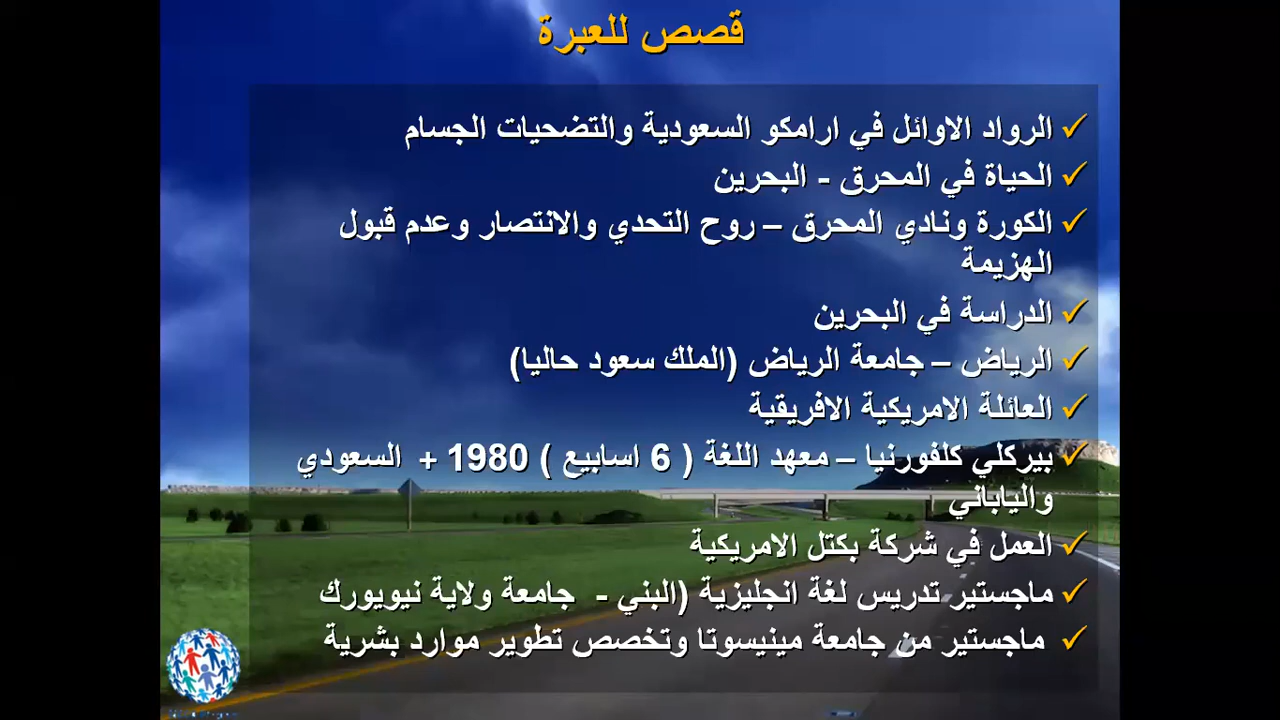 قصص للعبرة
الرواد الاوائل في ارامكو السعودية والتضحيات الجسام
الحياة في المحرق - البحرين
الكورة ونادي المحرق – روح التحدي والانتصار وعدم قبول
الهزيمة
الدراسة في البحرين
الرياض – جامعة الرياض (الملك سعود حاليا)
العائلة الامريكية الافريقية
بيركلي كلفورنيا – معهد اللغة ( 6 اسابيع ) 1980 + السعودي
والياباني
العمل في شركة بكتل الامريكية
ماجستير تدريس لغة انجليزية (البني - جامعة ولاية نيويورك
ماجستير من جامعة مينيسوتا وتخصص تطوير موارد بشرية